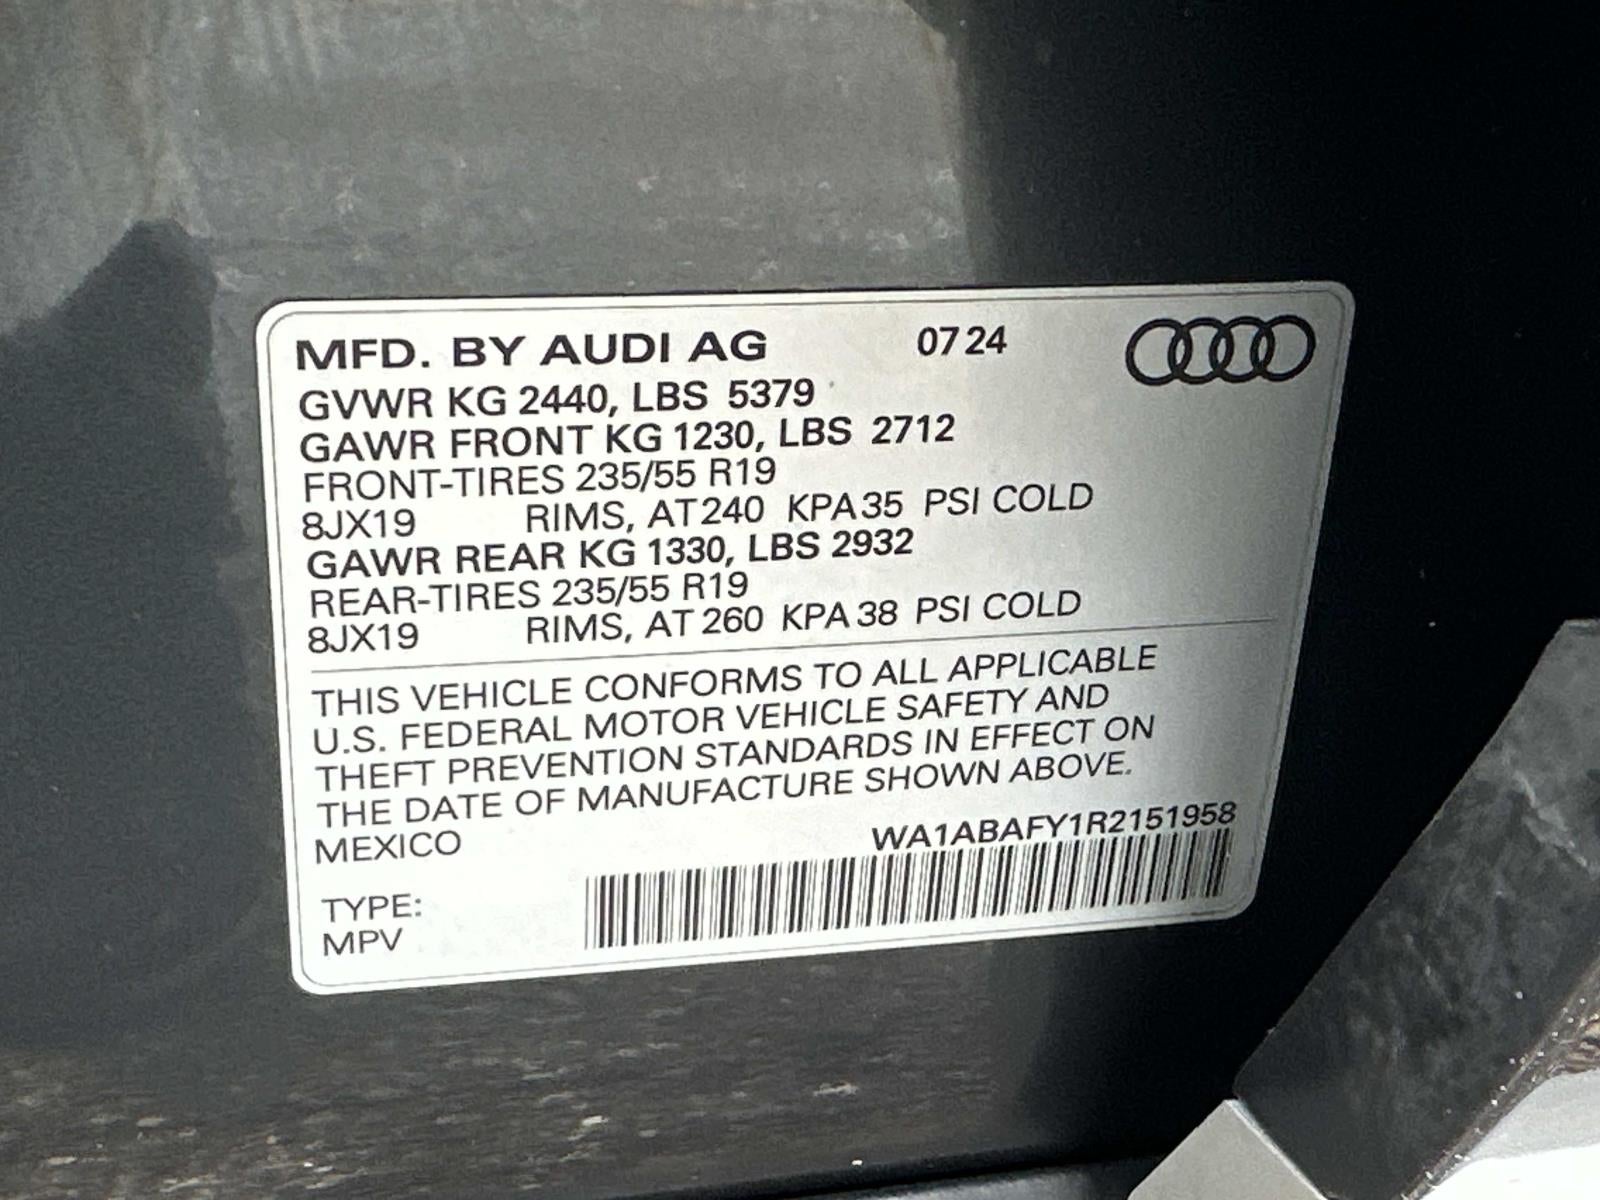 MFD. BY AUDI AG 07 24
GVWR KG 2440, LBS 5379
GAWR FRONT KG 1230, LBS 2712
FRONT-TIRES 235/55 R19
8JX19 RIMS, AT 240 KPA 35 PSI COLD
GAWR REAR KG 1330, LBS 2932
REAR-TIRES 235/55 R19
8JX19 RIMS, AT 260 KPA 38 PSI COLD
THIS VEHICLE CONFORMS TO ALL APPLICABLE
U.S. FEDERAL MOTOR VEHICLE SAFETY AND
THEFT PREVENTION STANDARDS IN EFFECT ON
THE DATE OF MANUFACTURE SHOWN ABOVE.
MEXICO WA1ABAFY1R2151958
TYPE:
MPV